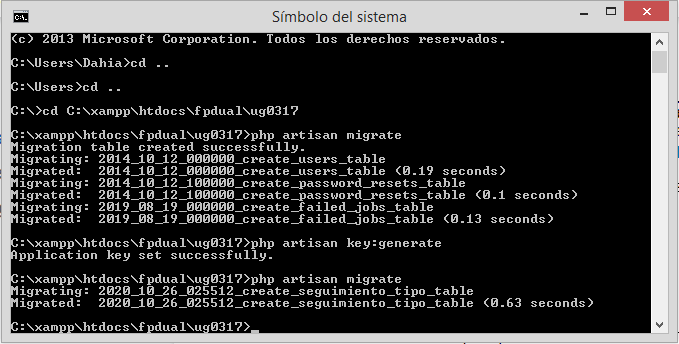 Símbolo del sistema
(c) 2013 Microsoft Corporation. Todos los derechos reservados.
C:\Users\Dahia>cd ..
C:\Users>cd ..
C:\>cd C:\xampp\htdocs\fpdual\ug0317
C:\xampp\htdocs\fpdual\ug0317>php artisan migrate
Migration table created successfully.
Migrating: 2014_10_12_000000_create_users_table
Migrated:  2014_10_12_000000_create_users_table (0.19 seconds)
Migrating: 2014_10_12_100000_create_password_resets_table
Migrated:  2014_10_12_100000_create_password_resets_table (0.1 seconds)
Migrating: 2019_08_19_000000_create_failed_jobs_table
Migrated:  2019_08_19_000000_create_failed_jobs_table (0.13 seconds)
C:\xampp\htdocs\fpdual\ug0317>php artisan key:generate
Application key set successfully.
C:\xampp\htdocs\fpdual\ug0317>php artisan migrate
Migrating: 2020_10_26_025512_create_seguimiento_tipo_table
Migrated:  2020_10_26_025512_create_seguimiento_tipo_table (0.63 seconds)
C:\xampp\htdocs\fpdual\ug0317>